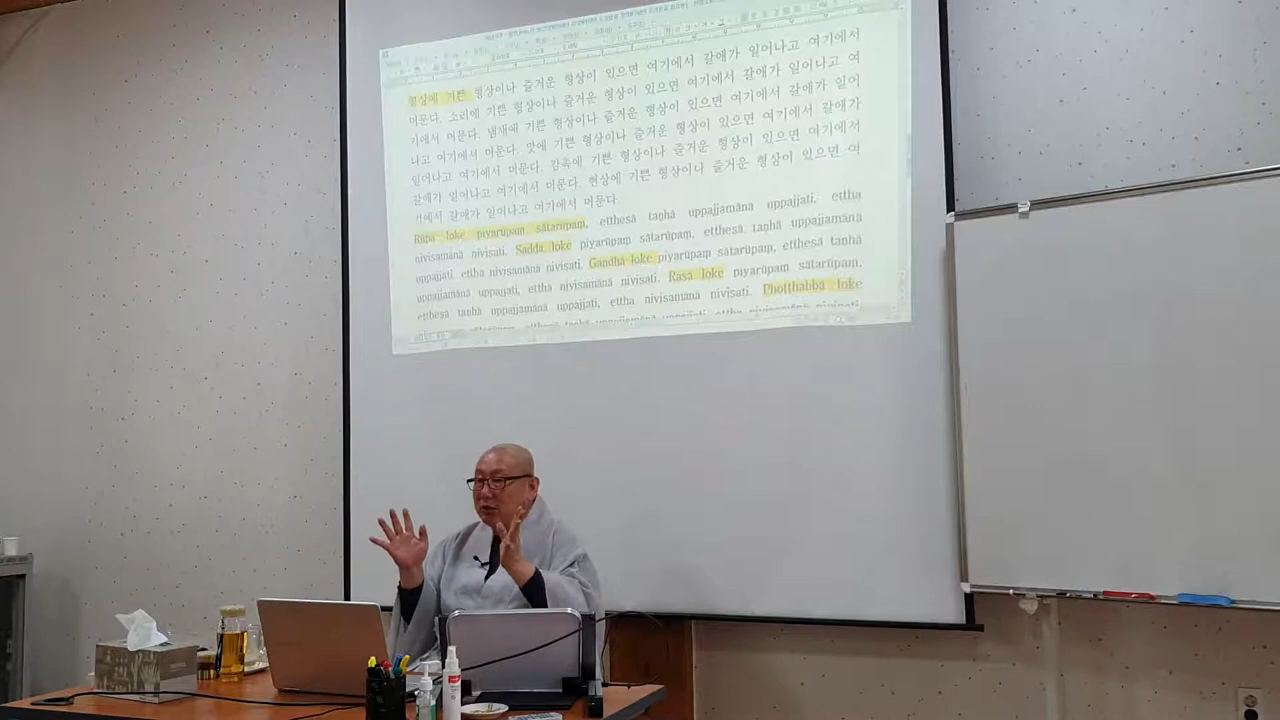 형상에 기쁜 형상이나 즐거운 형상이 있으면 여기에서 갈애가 일어나고 여기에서
머문다. 소리에 기쁜 형상이나 즐거운 형상이 있으면 여기에서 갈애가 일어나고 여
기에서 머문다. 냄새에 기쁜 형상이나 즐거운 형상이 있으면 여기에서 갈애가 일어
나고 여기에서 머문다. 맛에 기쁜 형상이나 즐거운 형상이 있으면 여기에서 갈애가
일어나고 여기에서 머문다. 감촉에 기쁜 형상이나 즐거운 형상이 있으면 여기에서
갈애가 일어나고 여기에서 머문다. 현상에 기쁜 형상이나 즐거운 형상이 있으면 여
기에서 갈애가 일어나고 여기에서 머문다.
Rūpa loke piyarūpaṃ sātarūpaṃ, etthesā taṇhā uppajjamāna uppajjati, ettha
nivisamānā nivisati. Saddā loke piyarūpaṃ sātarūpaṃ, etthesā taṇhā uppajjamānā
uppajjati, ettha nivisamānā nivisati. Gandhā loke piyarūpaṃ sātarūpaṃ, etthesā taṇhā
uppajjamānā uppajjati, ettha nivisamānā nivisati. Rasā loke piyarūpaṃ sātarūpaṃ,
etthesā taṇhā uppajjamānā uppajjati, ettha nivisamānā nivisati. Phoṭṭhabbā loke